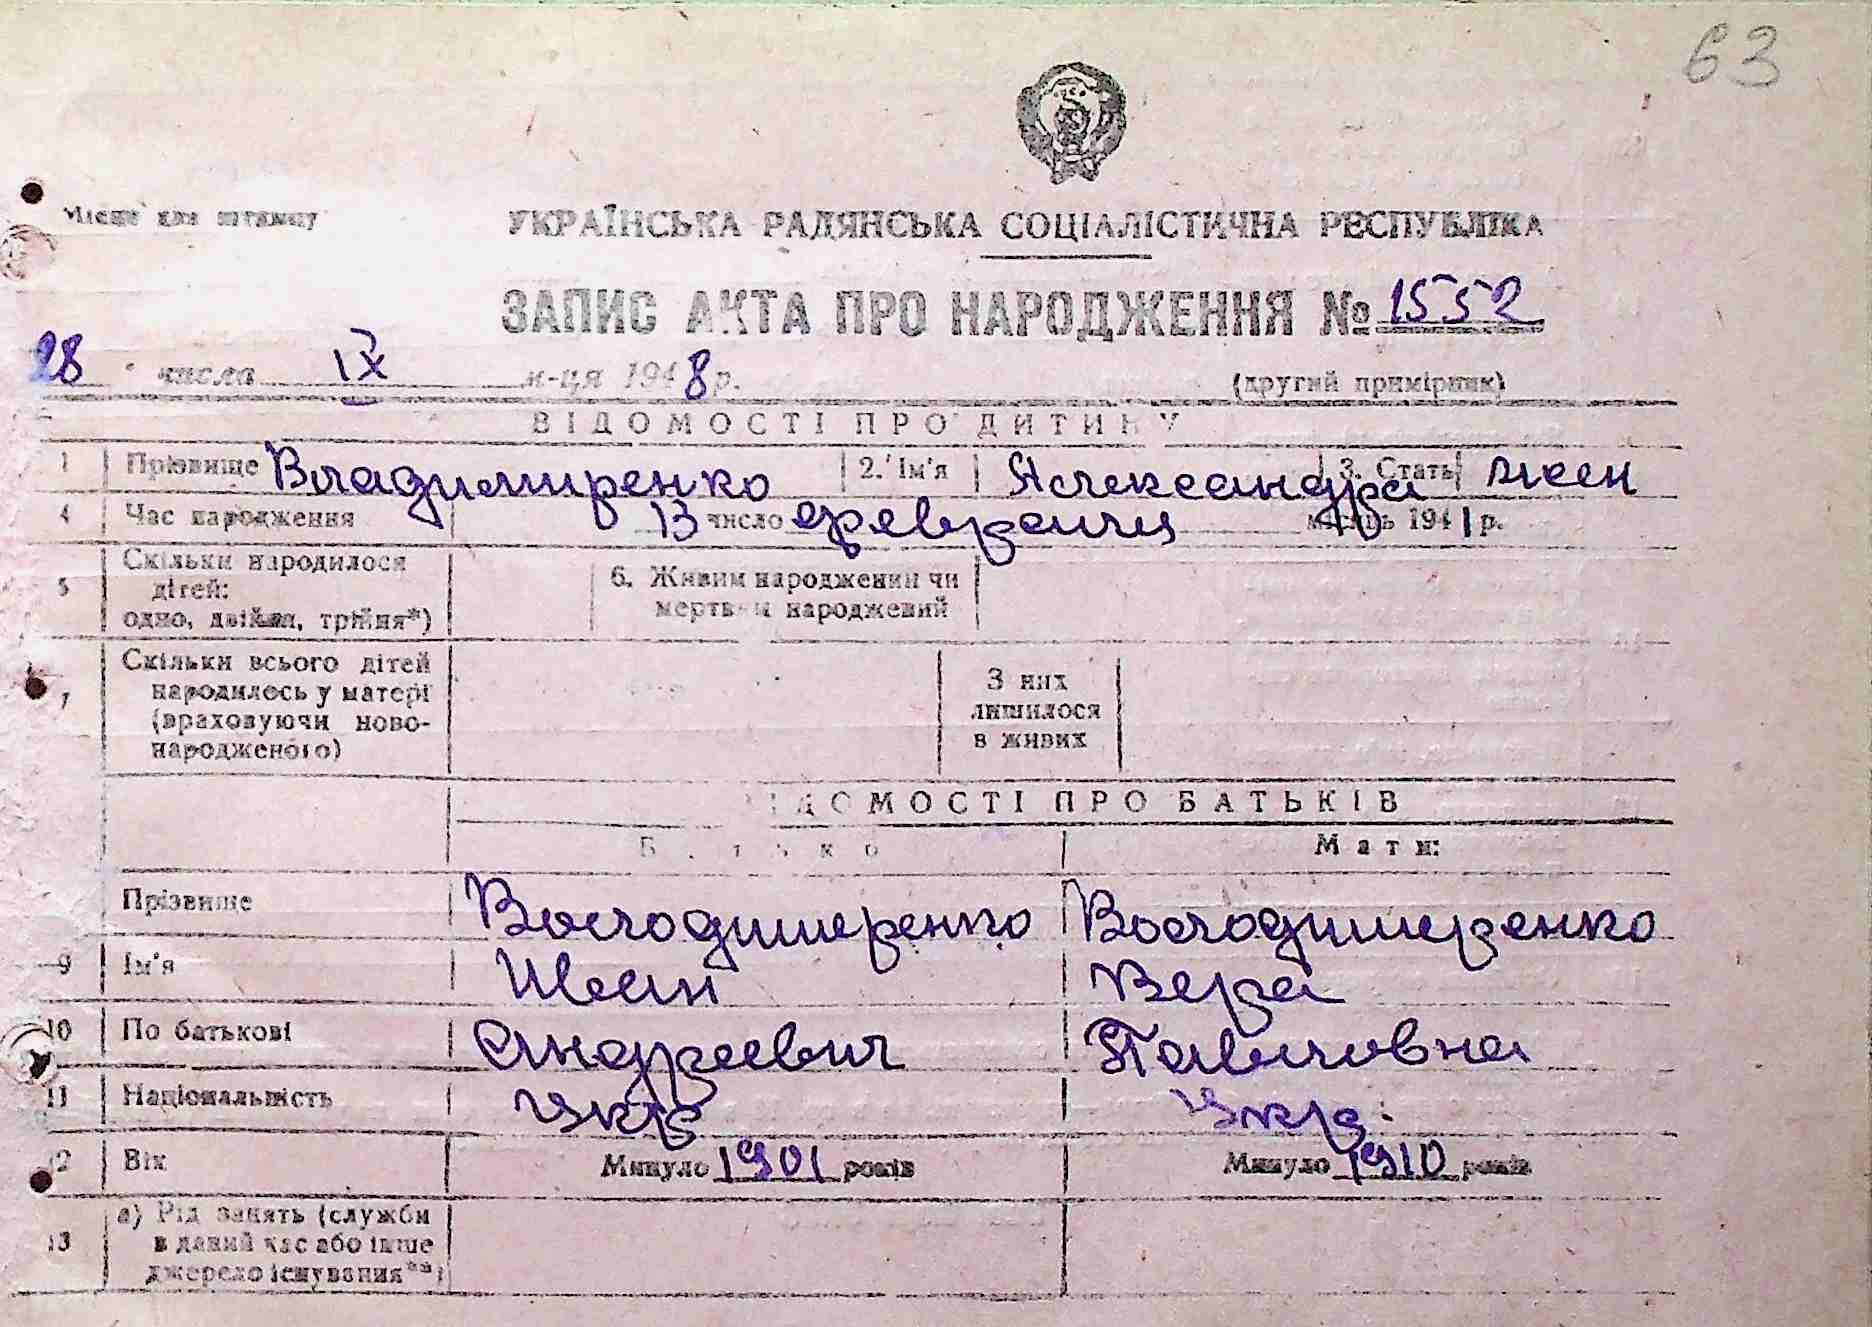 63
Місце для штампу
УКРАЇНСЬКА РАДЯНСЬКА СОЦІАЛІСТИЧНА РЕСПУБЛІКА
ЗАПИС АКТА ПРО НАРОДЖЕННЯ № 1552
28 числа IX м-ця 1948 р. (другий примірник)
ВІДОМОСТІ ПРО ДИТИНУ
1 Прізвище Владимиренко 2. Ім'я Александра 3. Стать жен
4 Час народження 13 число февраля місяць 1941 р.
5 Скільки народилося дітей: одно, двійня, трійня*) 6. Живим народжений чи мертвим народжений
7 Скільки всього дітей народилось у матері (враховуючи новонародженого) З них лишилося в живих
ВІДОМОСТІ ПРО БАТЬКІВ
Батько Мати:
Прізвище Володимиренко Володимиренко
9 Ім'я Иван Вера
10 По батькові Андреевич Павловна
11 Національність Укр Укр.
12 Вік Минуло 1901 років Минуло 1910 років
13 а) Рід занять (служби в даний час або інше джерело існування**)